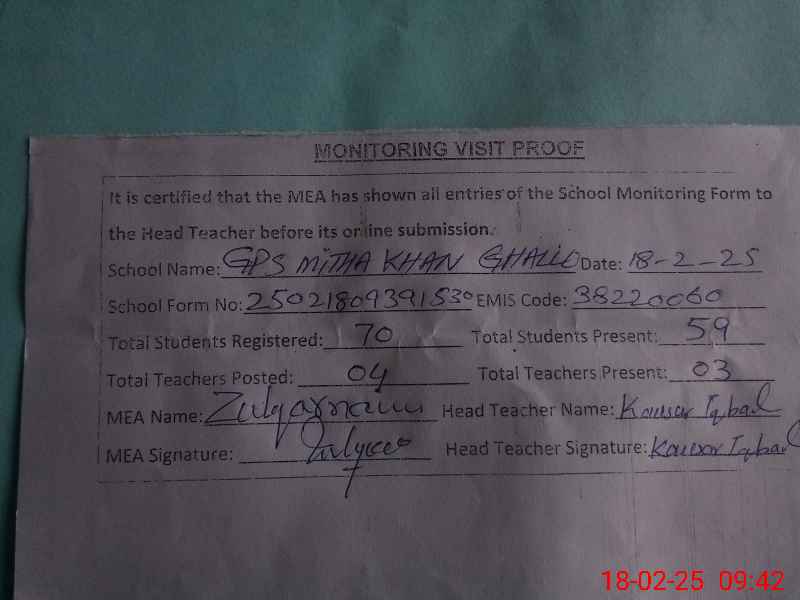 MONITORING VISIT PROOF
It is certified that the MEA has shown all entries of the School Monitoring Form to
the Head Teacher before its online submission.
School Name: GPS MITHA KHAN GHALLO Date: 18-2-25
School Form No: 25021809391530 EMIS Code: 38220060
Total Students Registered: 70 Total Students Present: 59
Total Teachers Posted: 04 Total Teachers Present: 03
MEA Name: Zulqarnain Head Teacher Name: Kousar Iqbal
MEA Signature: Head Teacher Signature: Kousar Iqbal
18-02-25 09:42